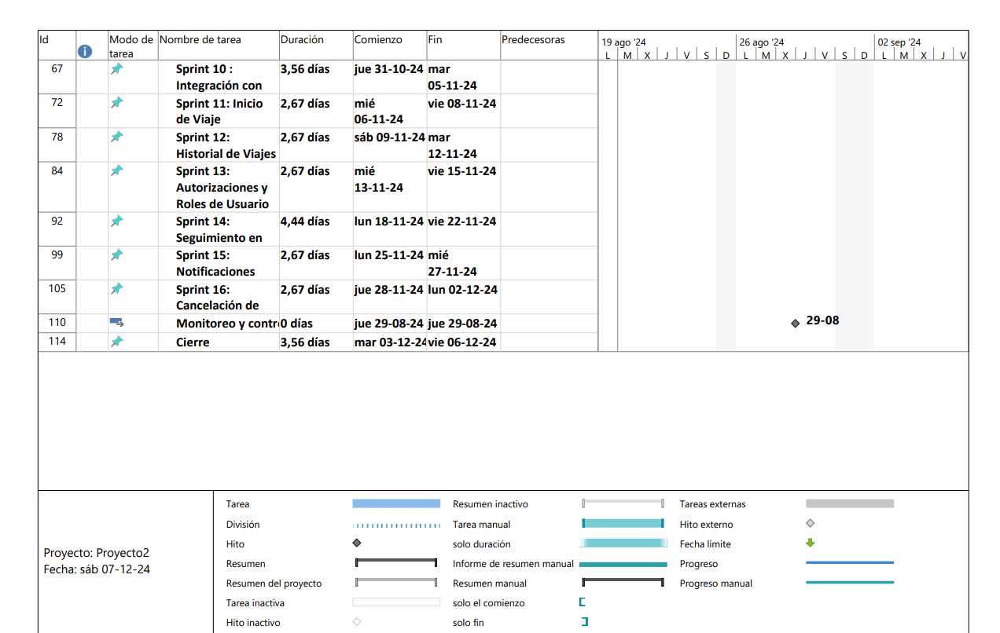 Id Modo de tarea Nombre de tarea Duración Comienzo Fin Predecesoras
19 ago '24 26 ago '24 02 sep '24
L M X J V S D L M X J V S D L M X J V
67 Sprint 10 : Integración con 3,56 días jue 31-10-24 mar 05-11-24
72 Sprint 11: Inicio de Viaje 2,67 días mié 06-11-24 vie 08-11-24
78 Sprint 12: Historial de Viajes 2,67 días sáb 09-11-24 mar 12-11-24
84 Sprint 13: Autorizaciones y Roles de Usuario 2,67 días mié 13-11-24 vie 15-11-24
92 Sprint 14: Seguimiento en 4,44 días lun 18-11-24 vie 22-11-24
99 Sprint 15: Notificaciones 2,67 días lun 25-11-24 mié 27-11-24
105 Sprint 16: Cancelación de 2,67 días jue 28-11-24 lun 02-12-24
110 Monitoreo y contr 0 días jue 29-08-24 jue 29-08-24 29-08
114 Cierre 3,56 días mar 03-12-24 vie 06-12-24
Proyecto: Proyecto2
Fecha: sáb 07-12-24
Tarea Resumen inactivo Tareas externas
División Tarea manual Hito externo
Hito solo duración Fecha límite
Resumen Informe de resumen manual Progreso
Resumen del proyecto Resumen manual Progreso manual
Tarea inactiva solo el comienzo
Hito inactivo solo fin